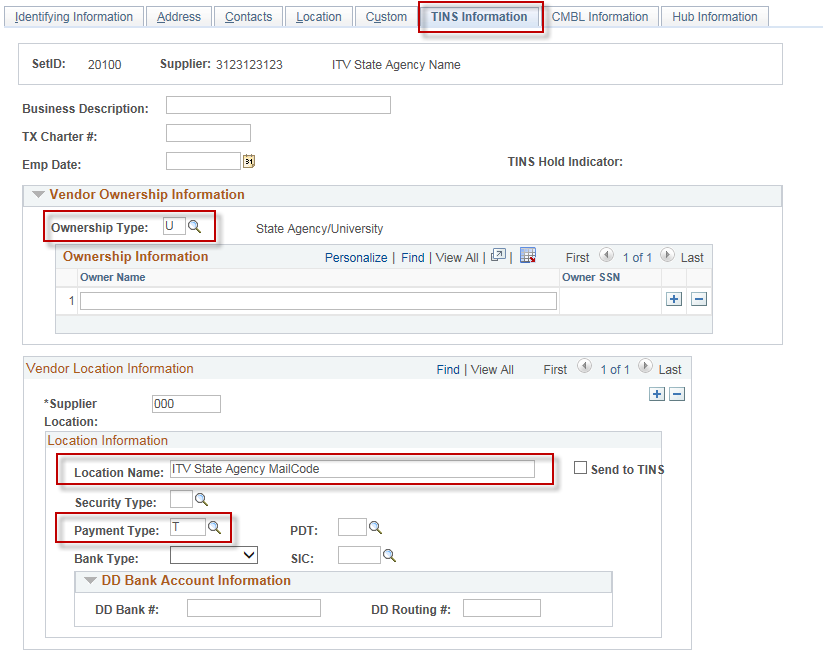 Identifying Information Address Contacts Location Custom TINS Information CMBL Information Hub Information
SetID: 20100 Supplier: 3123123123 ITV State Agency Name
Business Description:
TX Charter #:
Emp Date: 31 TINS Hold Indicator:
Vendor Ownership Information
Ownership Type: U State Agency/University
Ownership Information Personalize | Find | View All | | First 1 of 1 Last
Owner Name Owner SSN
1
Vendor Location Information Find | View All First 1 of 1 Last
*Supplier Location: 000
Location Information
Location Name: ITV State Agency MailCode Send to TINS
Security Type:
Payment Type: T PDT:
Bank Type: SIC:
DD Bank Account Information
DD Bank #: DD Routing #: